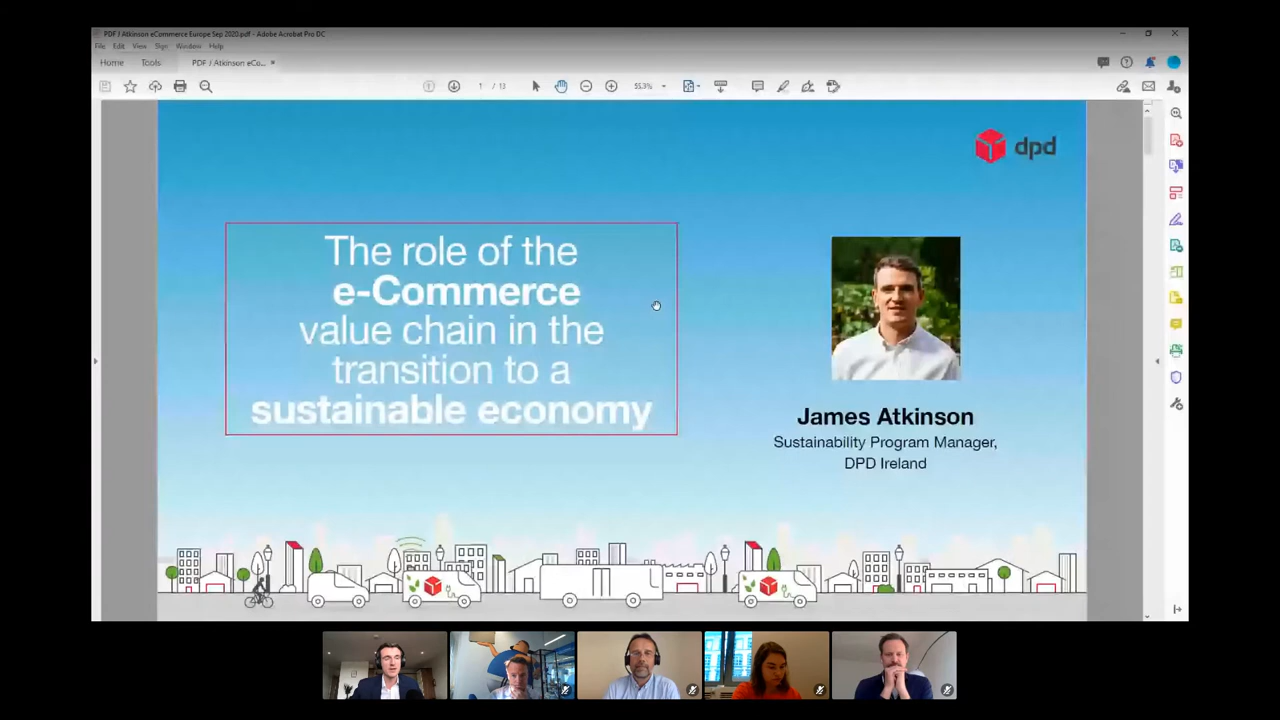 PDF / Atkinson eCommerce Europe Sep 2020.pdf - Adobe Acrobat Pro DC
File Edit View Sign Window Help
Home Tools PDF / Atkinson eCo... ×
1 / 13 55.3%
dpd
The role of the
e-Commerce
value chain in the
transition to a
sustainable economy
James Atkinson
Sustainability Program Manager,
DPD Ireland